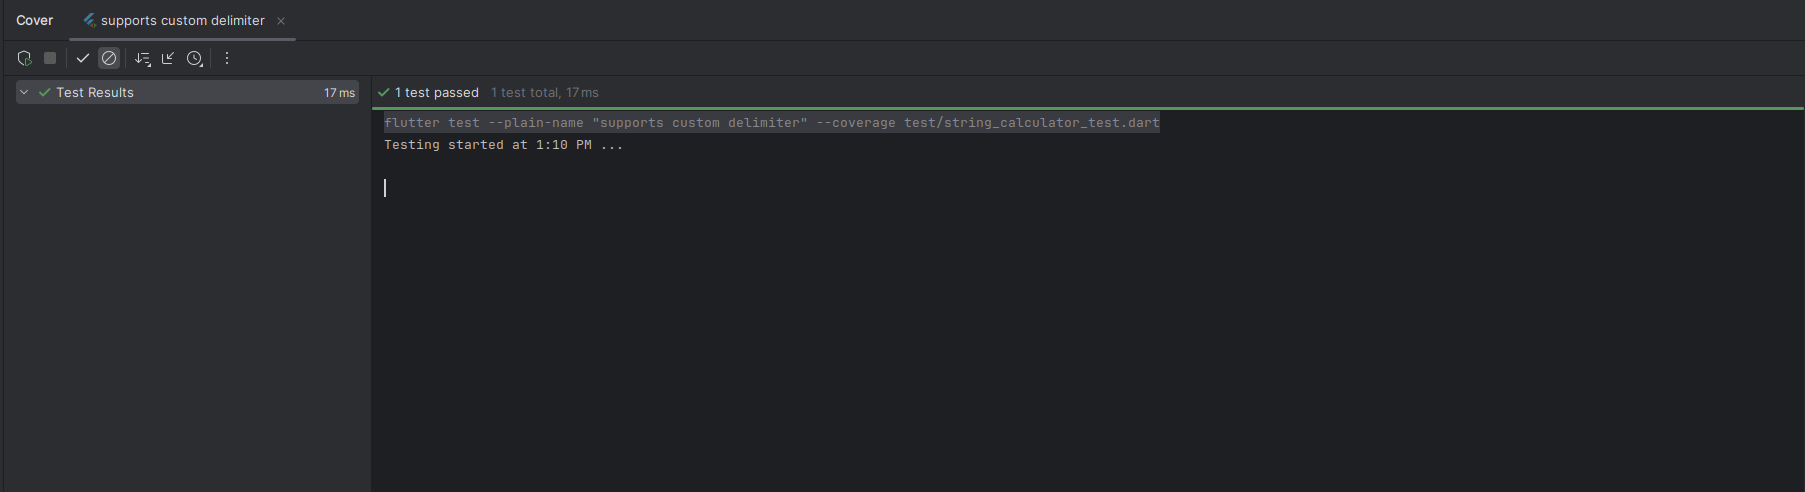 Cover supports custom delimiter
Test Results 17 ms
1 test passed 1 test total, 17 ms
flutter test --plain-name "supports custom delimiter" --coverage test/string_calculator_test.dart
Testing started at 1:10 PM ...